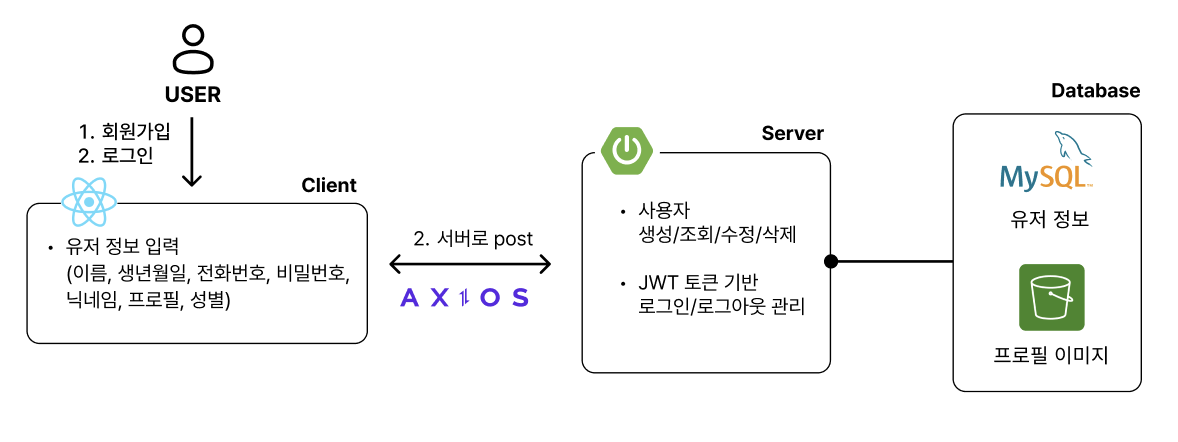 USER
1. 회원가입
2. 로그인
Client
• 유저 정보 입력
(이름, 생년월일, 전화번호, 비밀번호,
닉네임, 프로필, 성별)
2. 서버로 post
AXIOS
Server
• 사용자
생성/조회/수정/삭제
• JWT 토큰 기반
로그인/로그아웃 관리
Database
MySQL™
유저 정보
프로필 이미지